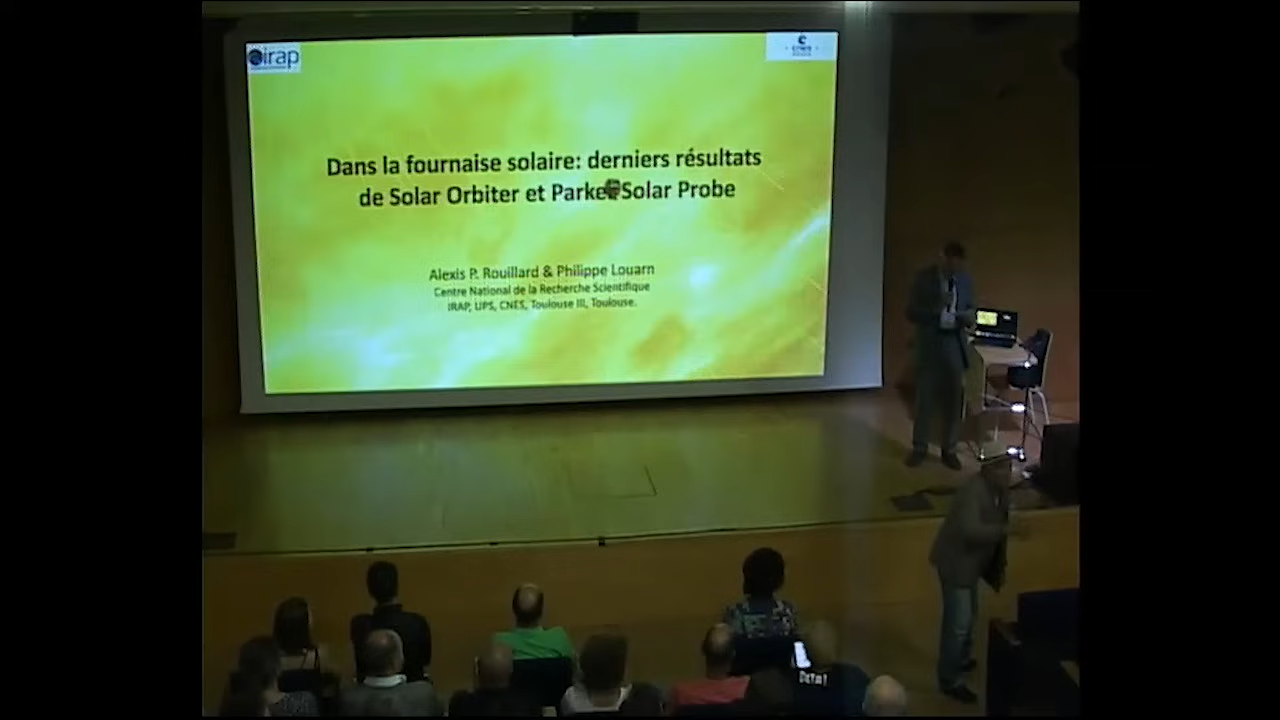 irap
cnes
Dans la fournaise solaire: derniers résultats
de Solar Orbiter et Parker Solar Probe
Alexis P. Rouillard & Philippe Louarn
Centre National de la Recherche Scientifique
IRAP, UPS, CNES, Toulouse III, Toulouse.